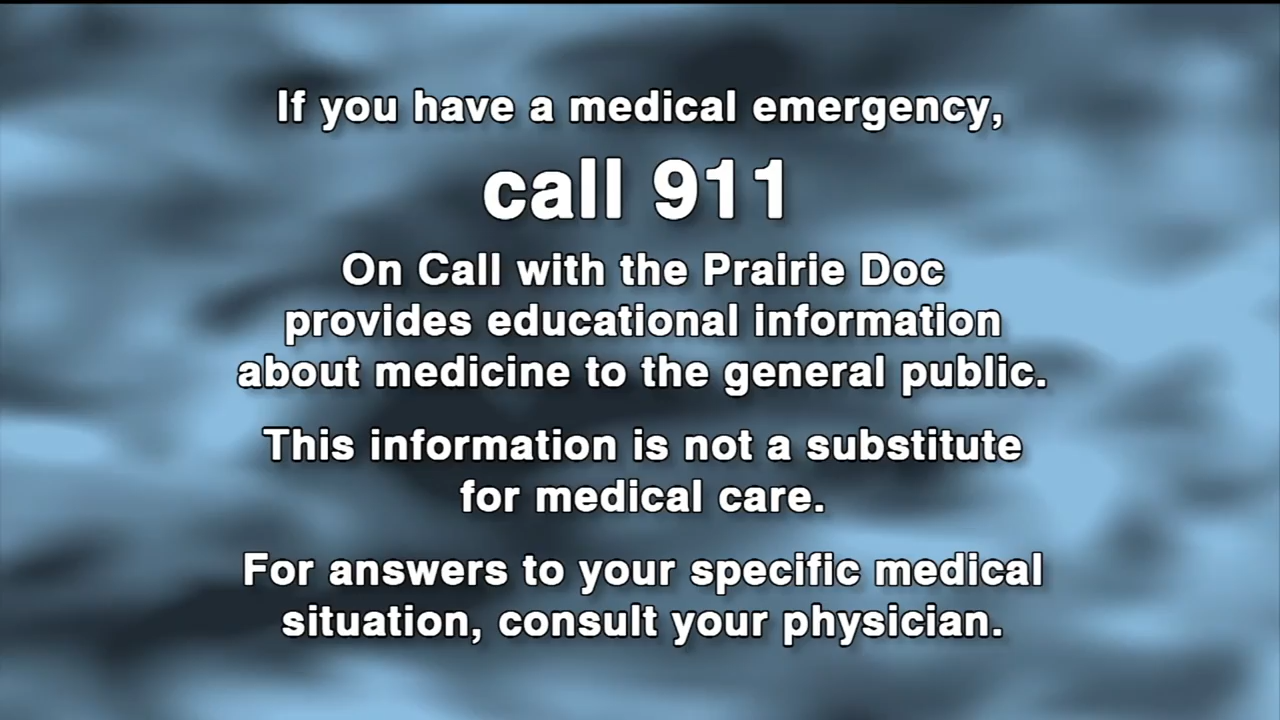 If you have a medical emergency,
call 911
On Call with the Prairie Doc
provides educational information
about medicine to the general public.
This information is not a substitute
for medical care.
For answers to your specific medical
situation, consult your physician.